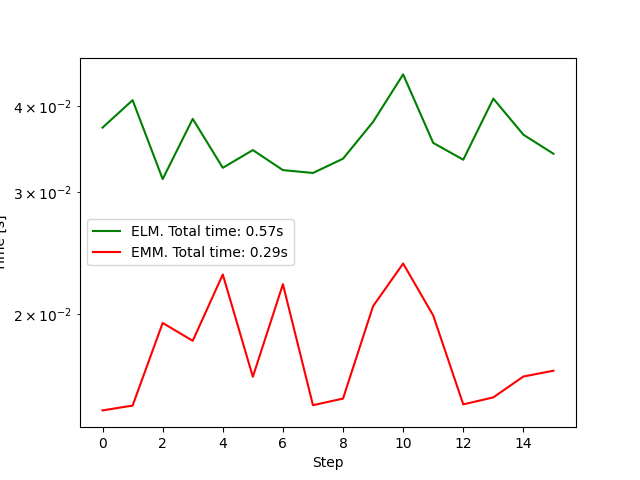 4 × 10⁻²
3 × 10⁻²
2 × 10⁻²
Time [s]
ELM. Total time: 0.57s
EMM. Total time: 0.29s
0 2 4 6 8 10 12 14
Step